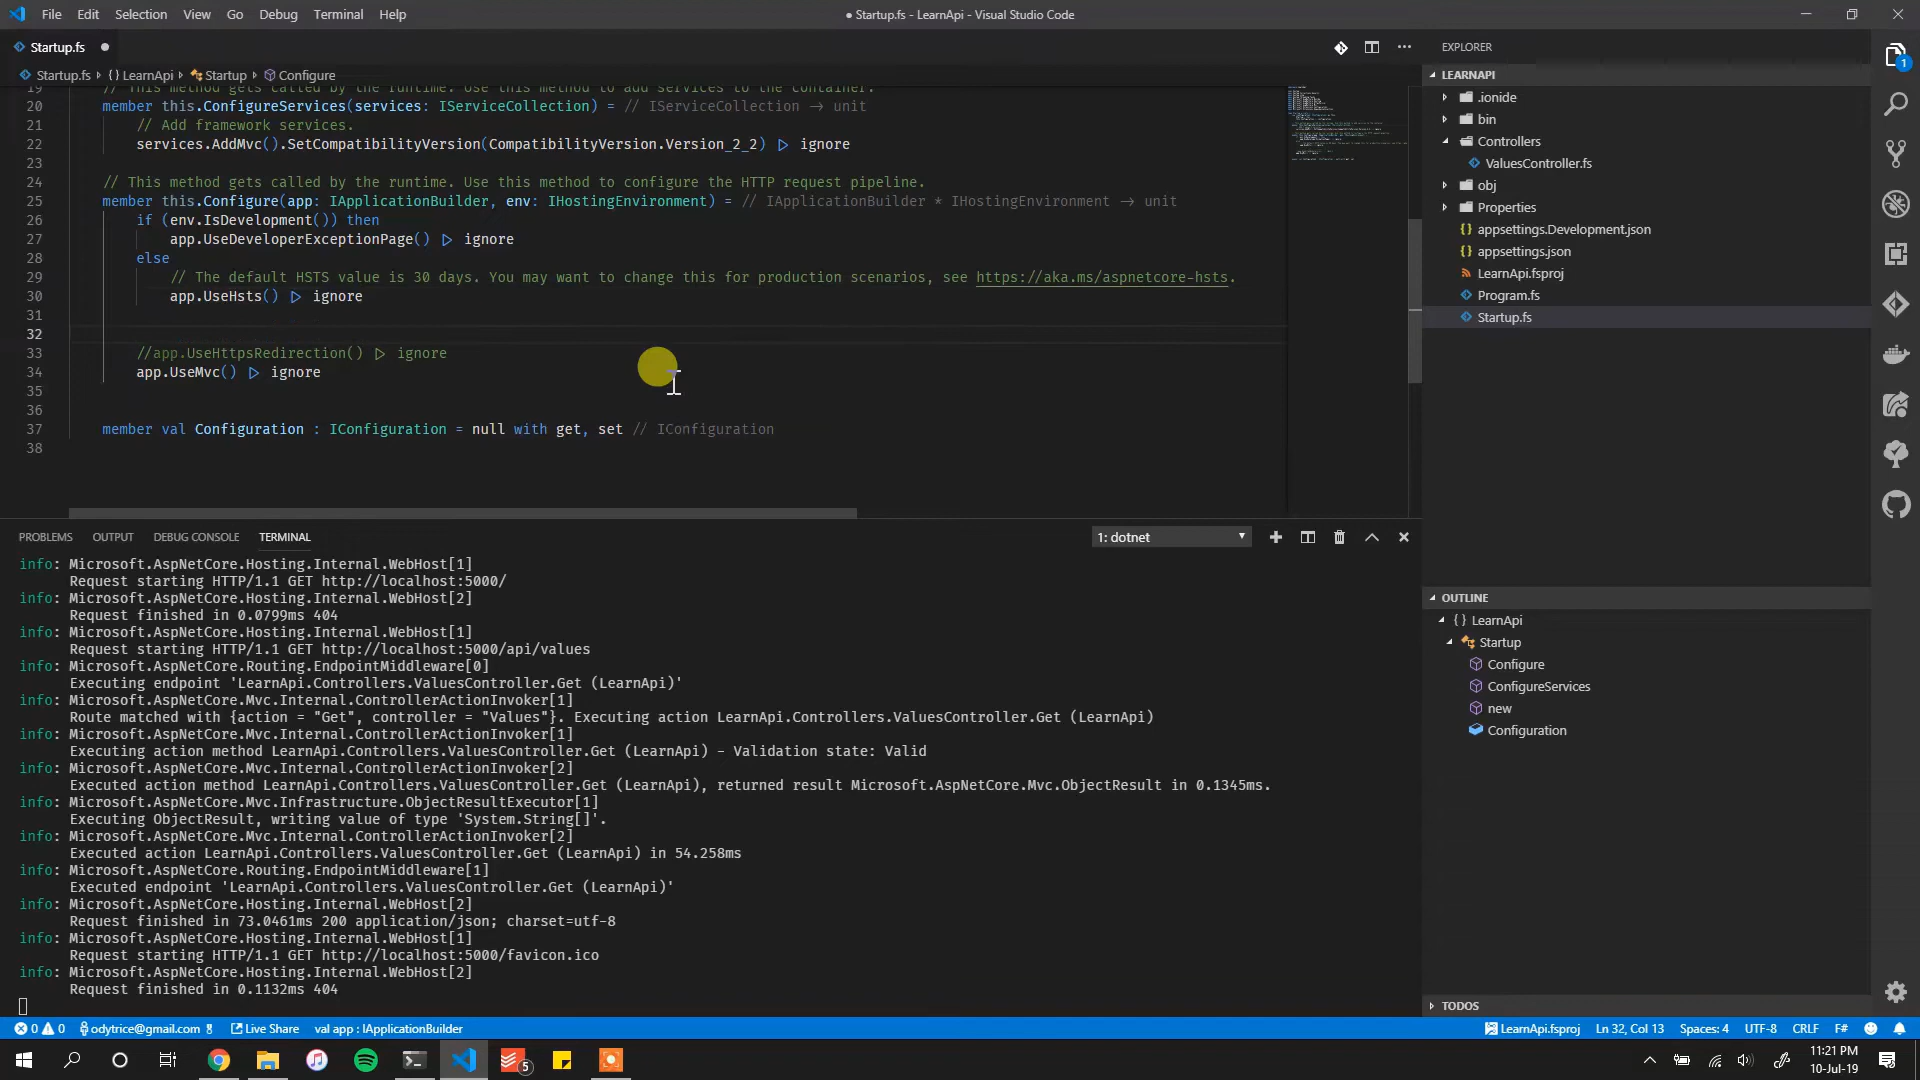 File Edit Selection View Go Debug Terminal Help
● Startup.fs - LearnApi - Visual Studio Code
Startup.fs ●
Startup.fs › {} LearnApi › Startup › Configure
19 // This method gets called by the runtime. Use this method to add services to the container.
20 member this.ConfigureServices(services: IServiceCollection) = // IServiceCollection → unit
21 // Add framework services.
22 services.AddMvc().SetCompatibilityVersion(CompatibilityVersion.Version_2_2) ▷ ignore
23
24 // This method gets called by the runtime. Use this method to configure the HTTP request pipeline.
25 member this.Configure(app: IApplicationBuilder, env: IHostingEnvironment) = // IApplicationBuilder * IHostingEnvironment → unit
26 if (env.IsDevelopment()) then
27 app.UseDeveloperExceptionPage() ▷ ignore
28 else
29 // The default HSTS value is 30 days. You may want to change this for production scenarios, see https://aka.ms/aspnetcore-hsts.
30 app.UseHsts() ▷ ignore
31
32
33 //app.UseHttpsRedirection() ▷ ignore
34 app.UseMvc() ▷ ignore
35
36
37 member val Configuration : IConfiguration = null with get, set // IConfiguration
38
PROBLEMS OUTPUT DEBUG CONSOLE TERMINAL
1: dotnet
info: Microsoft.AspNetCore.Hosting.Internal.WebHost[1]
Request starting HTTP/1.1 GET http://localhost:5000/
info: Microsoft.AspNetCore.Hosting.Internal.WebHost[2]
Request finished in 0.0799ms 404
info: Microsoft.AspNetCore.Hosting.Internal.WebHost[1]
Request starting HTTP/1.1 GET http://localhost:5000/api/values
info: Microsoft.AspNetCore.Routing.EndpointMiddleware[0]
Executing endpoint 'LearnApi.Controllers.ValuesController.Get (LearnApi)'
info: Microsoft.AspNetCore.Mvc.Internal.ControllerActionInvoker[1]
Route matched with {action = "Get", controller = "Values"}. Executing action LearnApi.Controllers.ValuesController.Get (LearnApi)
info: Microsoft.AspNetCore.Mvc.Internal.ControllerActionInvoker[1]
Executing action method LearnApi.Controllers.ValuesController.Get (LearnApi) - Validation state: Valid
info: Microsoft.AspNetCore.Mvc.Internal.ControllerActionInvoker[2]
Executed action method LearnApi.Controllers.ValuesController.Get (LearnApi), returned result Microsoft.AspNetCore.Mvc.ObjectResult in 0.1345ms.
info: Microsoft.AspNetCore.Mvc.Infrastructure.ObjectResultExecutor[1]
Executing ObjectResult, writing value of type 'System.String[]'.
info: Microsoft.AspNetCore.Mvc.Internal.ControllerActionInvoker[2]
Executed action LearnApi.Controllers.ValuesController.Get (LearnApi) in 54.258ms
info: Microsoft.AspNetCore.Routing.EndpointMiddleware[1]
Executed endpoint 'LearnApi.Controllers.ValuesController.Get (LearnApi)'
info: Microsoft.AspNetCore.Hosting.Internal.WebHost[2]
Request finished in 73.0461ms 200 application/json; charset=utf-8
info: Microsoft.AspNetCore.Hosting.Internal.WebHost[1]
Request starting HTTP/1.1 GET http://localhost:5000/favicon.ico
info: Microsoft.AspNetCore.Hosting.Internal.WebHost[2]
Request finished in 0.1132ms 404
EXPLORER
LEARNAPI
.ionide
bin
Controllers
ValuesController.fs
obj
Properties
appsettings.Development.json
appsettings.json
LearnApi.fsproj
Program.fs
Startup.fs
OUTLINE
{} LearnApi
Startup
Configure
ConfigureServices
new
Configuration
TODOS
1
0 0 odytrice@gmail.com Live Share val app : IApplicationBuilder
LearnApi.fsproj Ln 32, Col 13 Spaces: 4 UTF-8 CRLF F#
5
11:21 PM
10-Jul-19